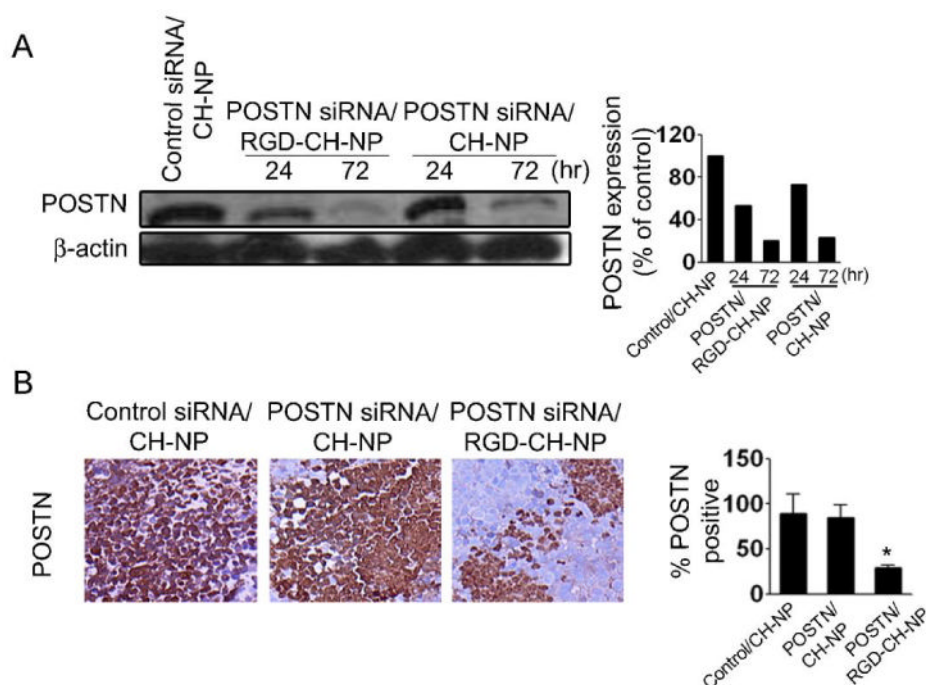 A
Control siRNA/
CH-NP
POSTN siRNA/
RGD-CH-NP
POSTN siRNA/
CH-NP
24 72 24 72 (hr)
POSTN
β-actin
POSTN expression
(% of control)
120
80
40
0
24 72 24 72 (hr)
Control/CH-NP
POSTN/
RGD-CH-NP
POSTN/
CH-NP
B
Control siRNA/
CH-NP
POSTN siRNA/
CH-NP
POSTN siRNA/
RGD-CH-NP
POSTN
% POSTN
positive
150
100
50
0
*
Control/CH-NP
POSTN/
CH-NP
POSTN/
RGD-CH-NP